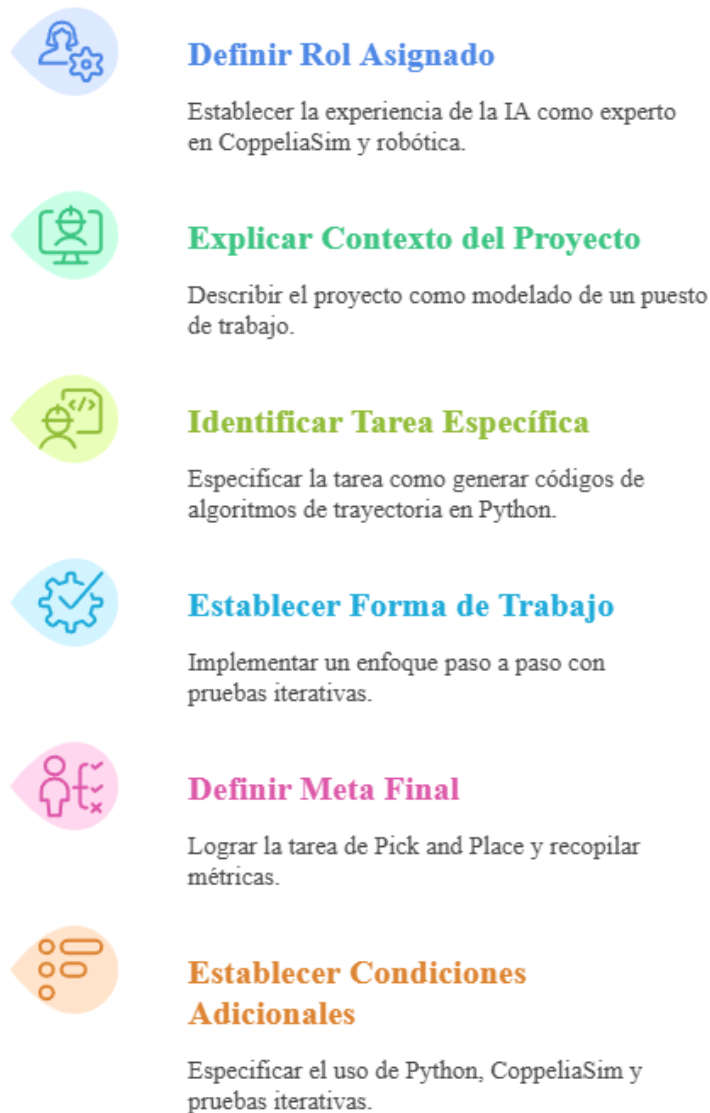 Definir Rol Asignado
Establecer la experiencia de la IA como experto
en CoppeliaSim y robótica.
Explicar Contexto del Proyecto
Describir el proyecto como modelado de un puesto
de trabajo.
</>
Identificar Tarea Específica
Especificar la tarea como generar códigos de
algoritmos de trayectoria en Python.
Establecer Forma de Trabajo
Implementar un enfoque paso a paso con
pruebas iterativas.
Definir Meta Final
Lograr la tarea de Pick and Place y recopilar
métricas.
Establecer Condiciones
Adicionales
Especificar el uso de Python, CoppeliaSim y
pruebas iterativas.